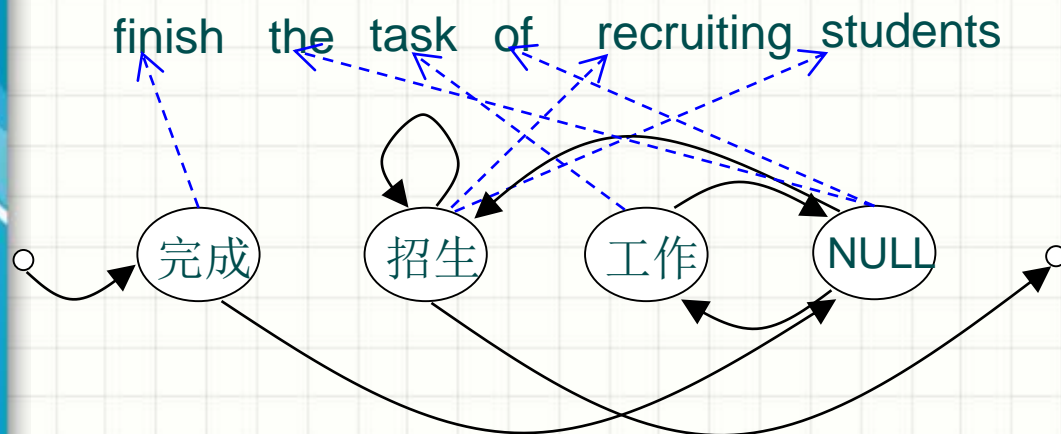 finish the task of recruiting students
完成 招生 工作 NULL